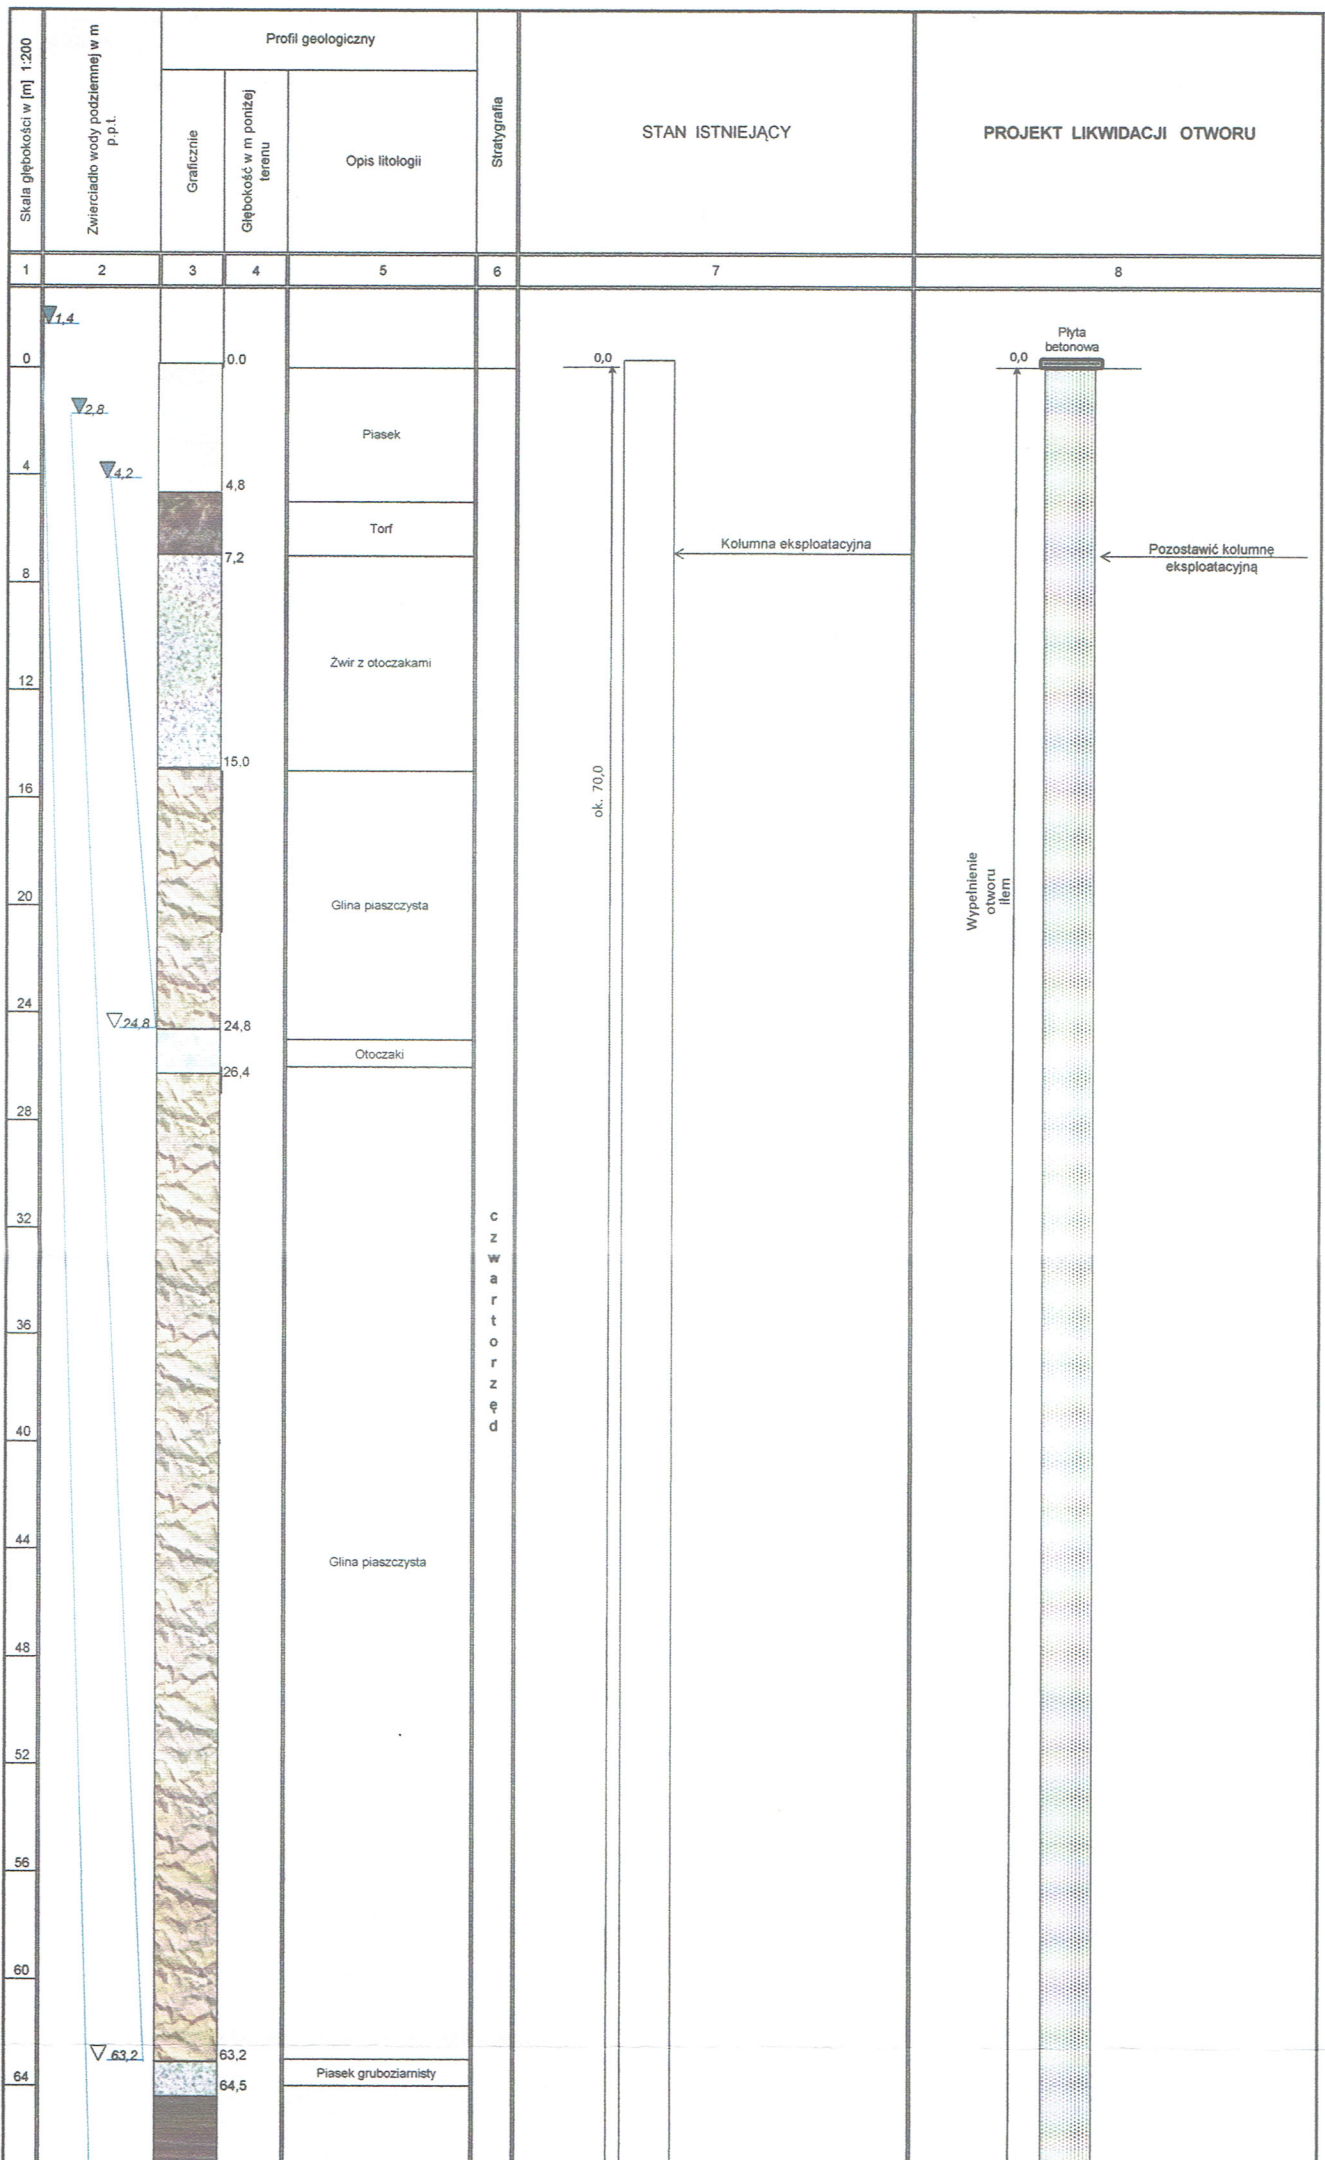 Skala głębokości w [m] 1:200
Zwierciadło wody podziemnej w m
p.p.t.
Profil geologiczny
Graficznie
Głębokość w m poniżej
terenu
Opis litologii
Stratygrafia
STAN ISTNIEJĄCY
PROJEKT LIKWIDACJI OTWORU
1
2
3
4
5
6
7
8
1,4
0
0.0
0,0
Płyta
betonowa
0,0
2,8
Piasek
4
4,2
4,8
Torf
Kolumna eksploatacyjna
Pozostawić kolumnę
eksploatacyjną
7,2
8
Żwir z otoczakami
12
15,0
16
ok. 70,0
Wypełnienie
otworu
iłem
20
Glina piaszczysta
24
24,8
24,8
Otoczaki
26,4
28
32
czwartorzęd
36
40
44
Glina piaszczysta
48
52
56
60
63,2
63,2
64
Piasek gruboziarnisty
64,5